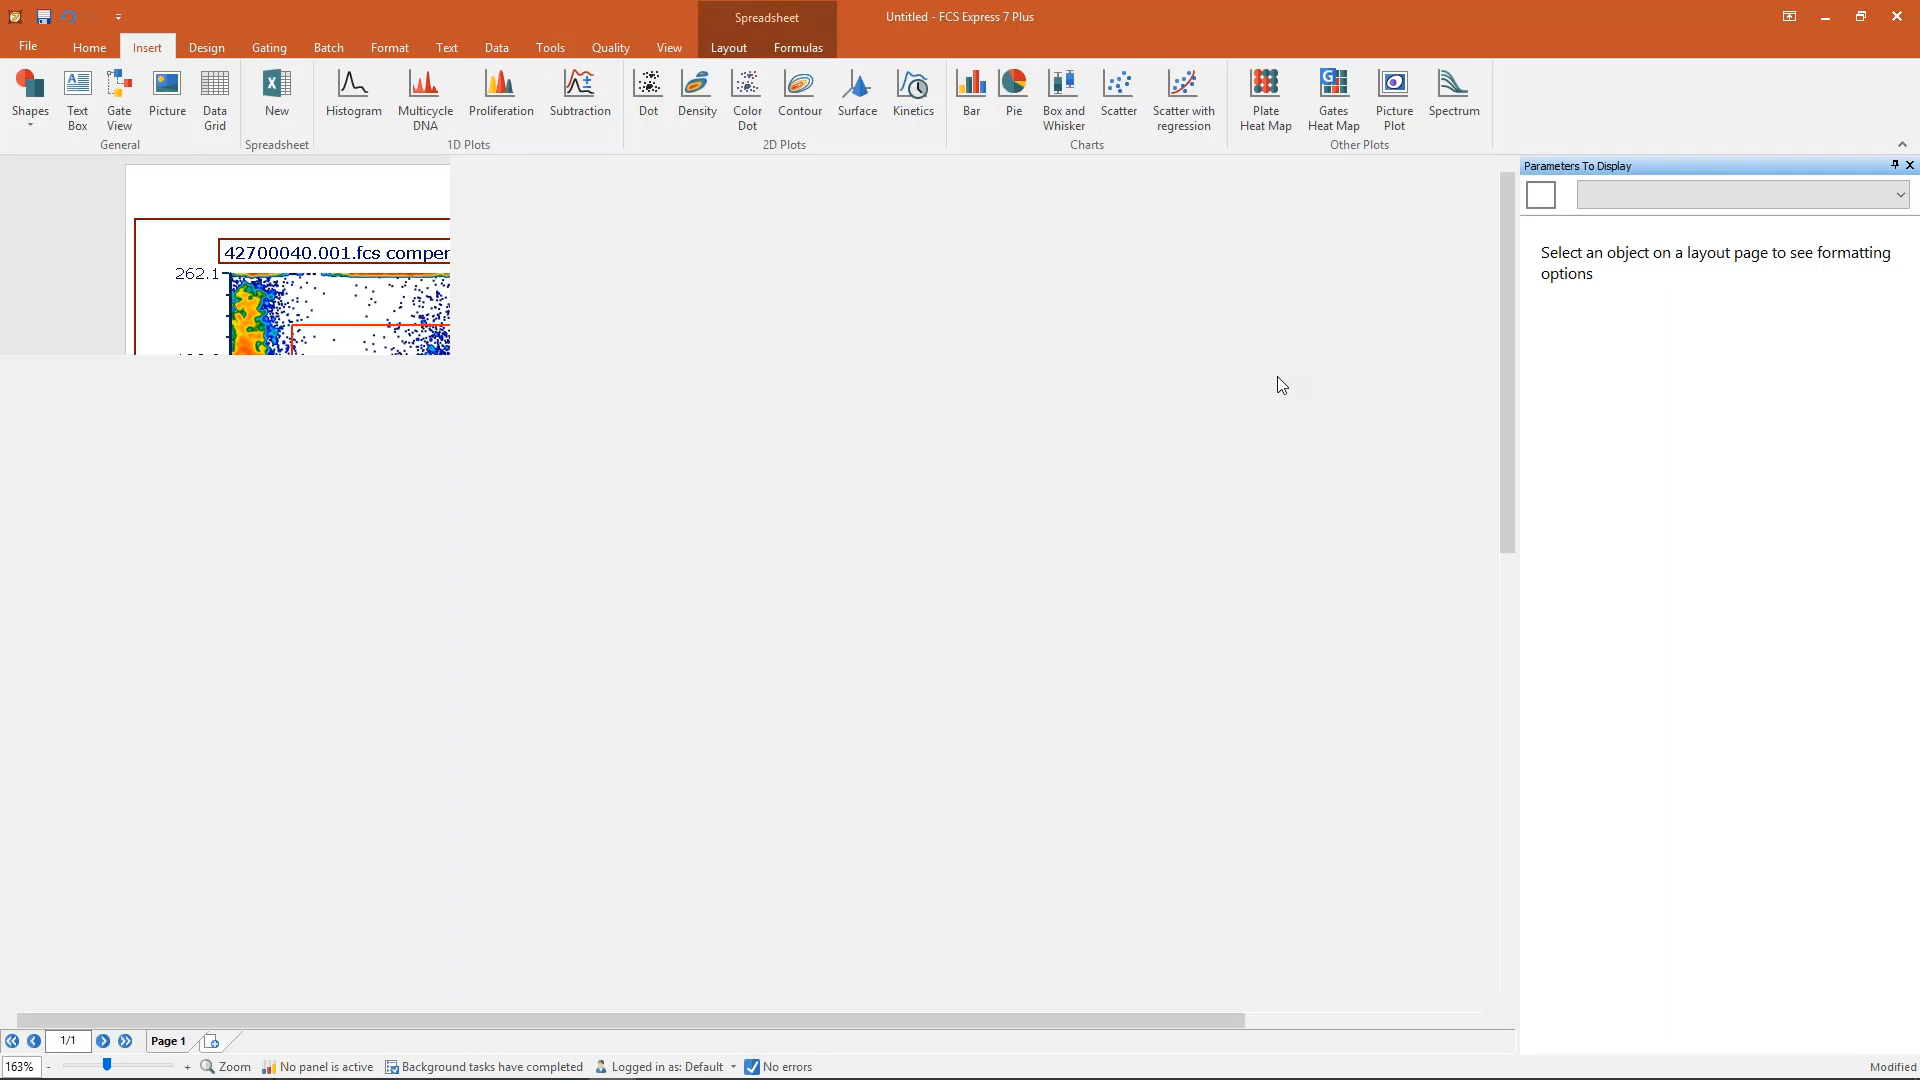 Spreadsheet
Untitled - FCS Express 7 Plus
File Home Insert Design Gating Batch Format Text Data Tools Quality View Layout Formulas
Shapes
Text Box
Gate View
Picture
Data Grid
General
New
Spreadsheet
Histogram
Multicycle DNA
Proliferation
Subtraction
1D Plots
Dot
Density
Color Dot
Contour
Surface
Kinetics
2D Plots
Bar
Pie
Box and Whisker
Scatter
Scatter with regression
Charts
Plate Heat Map
Gates Heat Map
Picture Plot
Spectrum
Other Plots
Parameters To Display
Select an object on a layout page to see formatting
options
42700040.001.fcs comper
262.1
1/1
Page 1
163% - + Zoom No panel is active Background tasks have completed Logged in as: Default No errors Modified